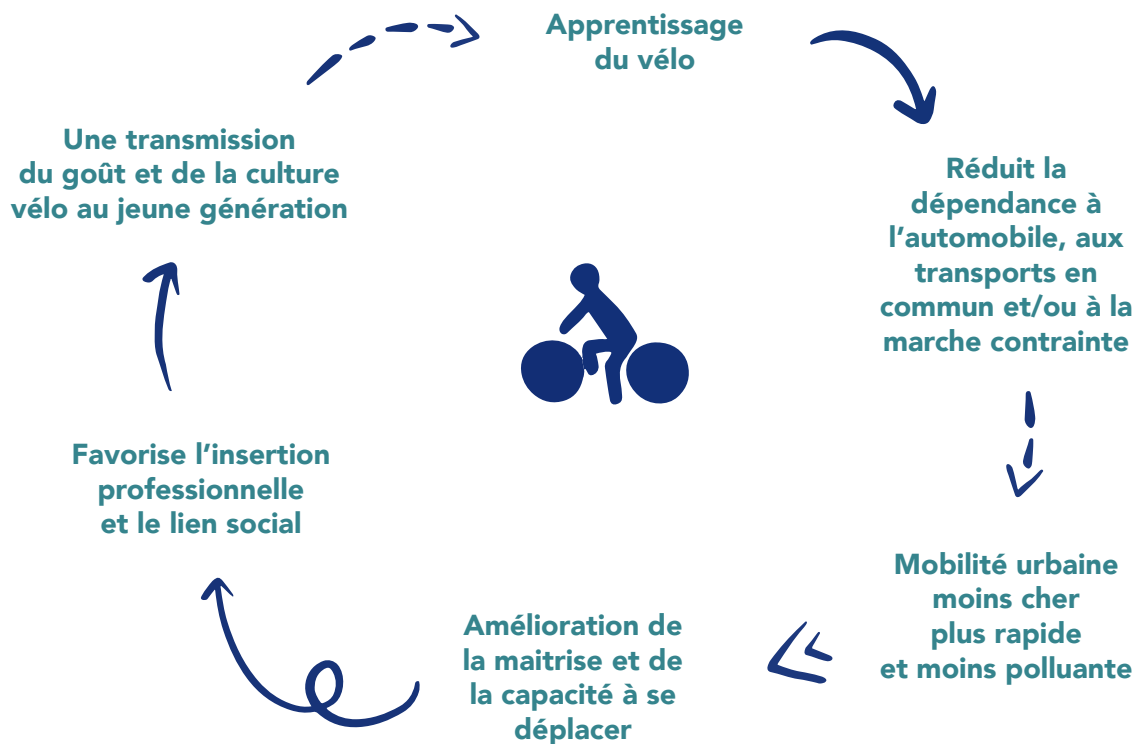 Apprentissage
du vélo
Réduit la
dépendance à
l'automobile, aux
transports en
commun et/ou à la
marche contrainte
Mobilité urbaine
moins cher
plus rapide
et moins polluante
Amélioration de
la maitrise et de
la capacité à se
déplacer
Favorise l'insertion
professionnelle
et le lien social
Une transmission
du goût et de la culture
vélo au jeune génération